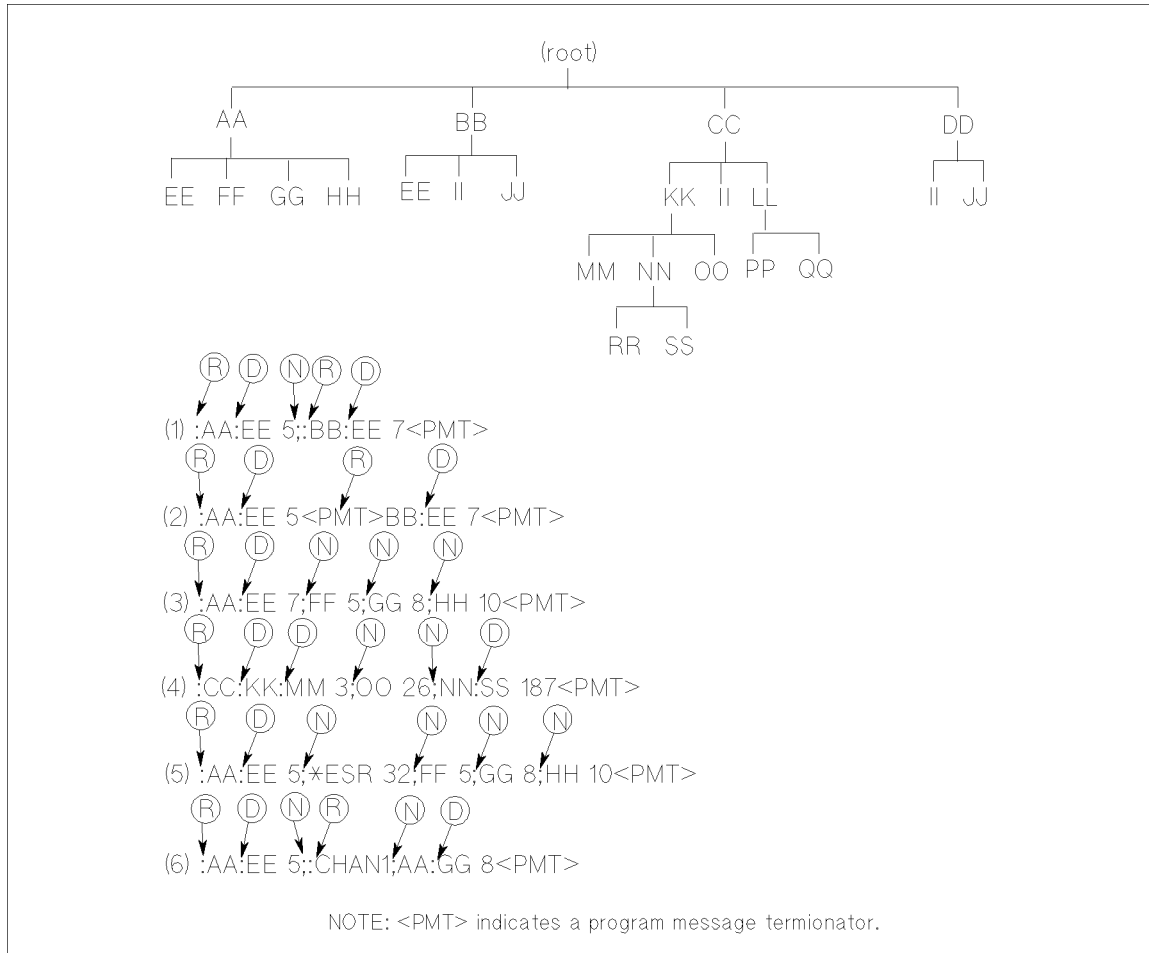 (root)
AA BB CC DD
EE FF GG HH EE II JJ KK II LL II JJ
MM NN OO PP QQ
RR SS
R D N R D
(1) :AA:EE 5;:BB:EE 7<PMT>
R D R D
(2) :AA:EE 5<PMT>BB:EE 7<PMT>
R D N N N
(3) :AA:EE 7;FF 5;GG 8;HH 10<PMT>
R D D N N D
(4) :CC:KK:MM 3;OO 26;NN:SS 187<PMT>
R D N N N N
(5) :AA:EE 5;*ESR 32;FF 5;GG 8;HH 10<PMT>
R D N R N D
(6) :AA:EE 5;:CHAN1;AA:GG 8<PMT>
NOTE: <PMT> indicates a program message termionator.